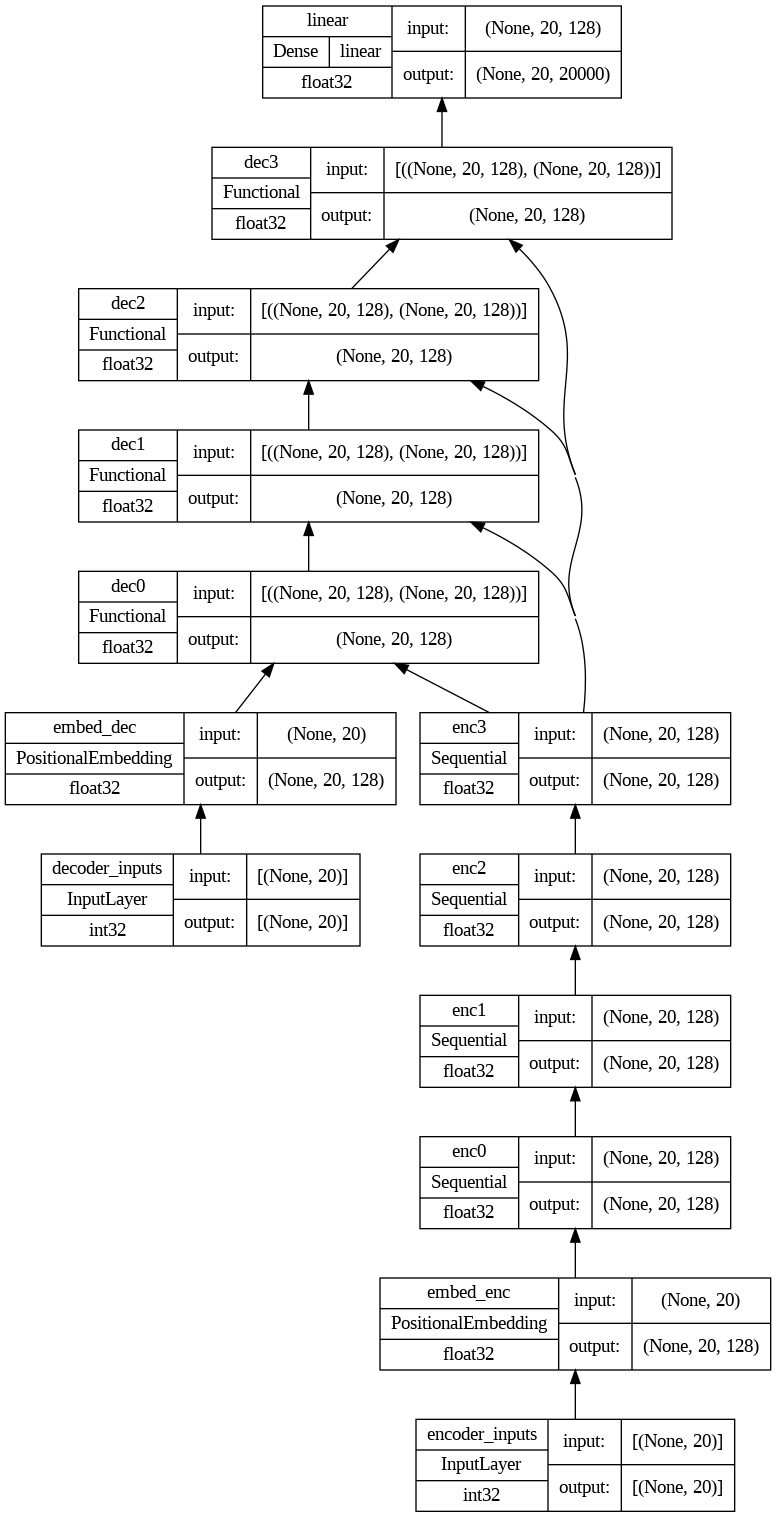 linear
Dense linear
float32
input: (None, 20, 128)
output: (None, 20, 20000)
dec3
Functional
float32
input: [((None, 20, 128), (None, 20, 128))]
output: (None, 20, 128)
dec2
Functional
float32
input: [((None, 20, 128), (None, 20, 128))]
output: (None, 20, 128)
dec1
Functional
float32
input: [((None, 20, 128), (None, 20, 128))]
output: (None, 20, 128)
dec0
Functional
float32
input: [((None, 20, 128), (None, 20, 128))]
output: (None, 20, 128)
embed_dec
PositionalEmbedding
float32
input: (None, 20)
output: (None, 20, 128)
enc3
Sequential
float32
input: (None, 20, 128)
output: (None, 20, 128)
decoder_inputs
InputLayer
int32
input: [(None, 20)]
output: [(None, 20)]
enc2
Sequential
float32
input: (None, 20, 128)
output: (None, 20, 128)
enc1
Sequential
float32
input: (None, 20, 128)
output: (None, 20, 128)
enc0
Sequential
float32
input: (None, 20, 128)
output: (None, 20, 128)
embed_enc
PositionalEmbedding
float32
input: (None, 20)
output: (None, 20, 128)
encoder_inputs
InputLayer
int32
input: [(None, 20)]
output: [(None, 20)]